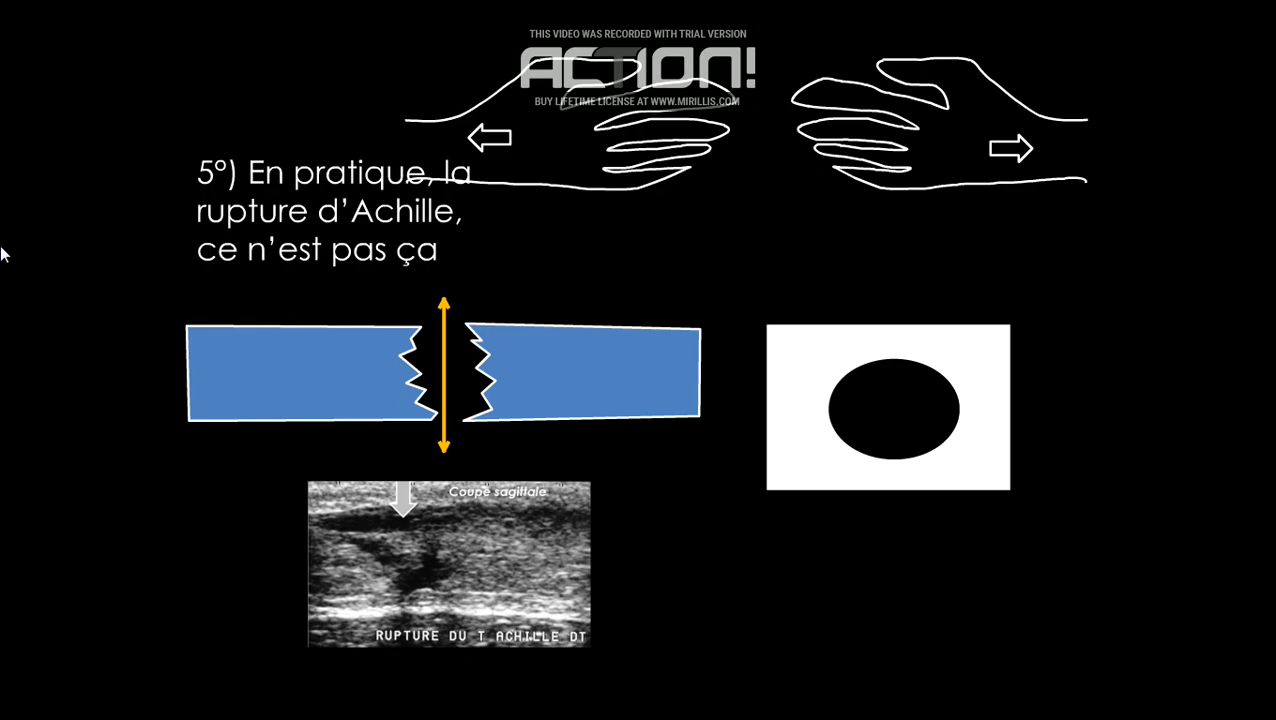 THIS VIDEO WAS RECORDED WITH TRIAL VERSION
ACTION!
BUY LIFETIME LICENSE AT WWW.MIRILLIS.COM
5°) En pratique, la
rupture d’Achille,
ce n’est pas ça
Coupe sagittale
RUPTURE DU T ACHILLE DT